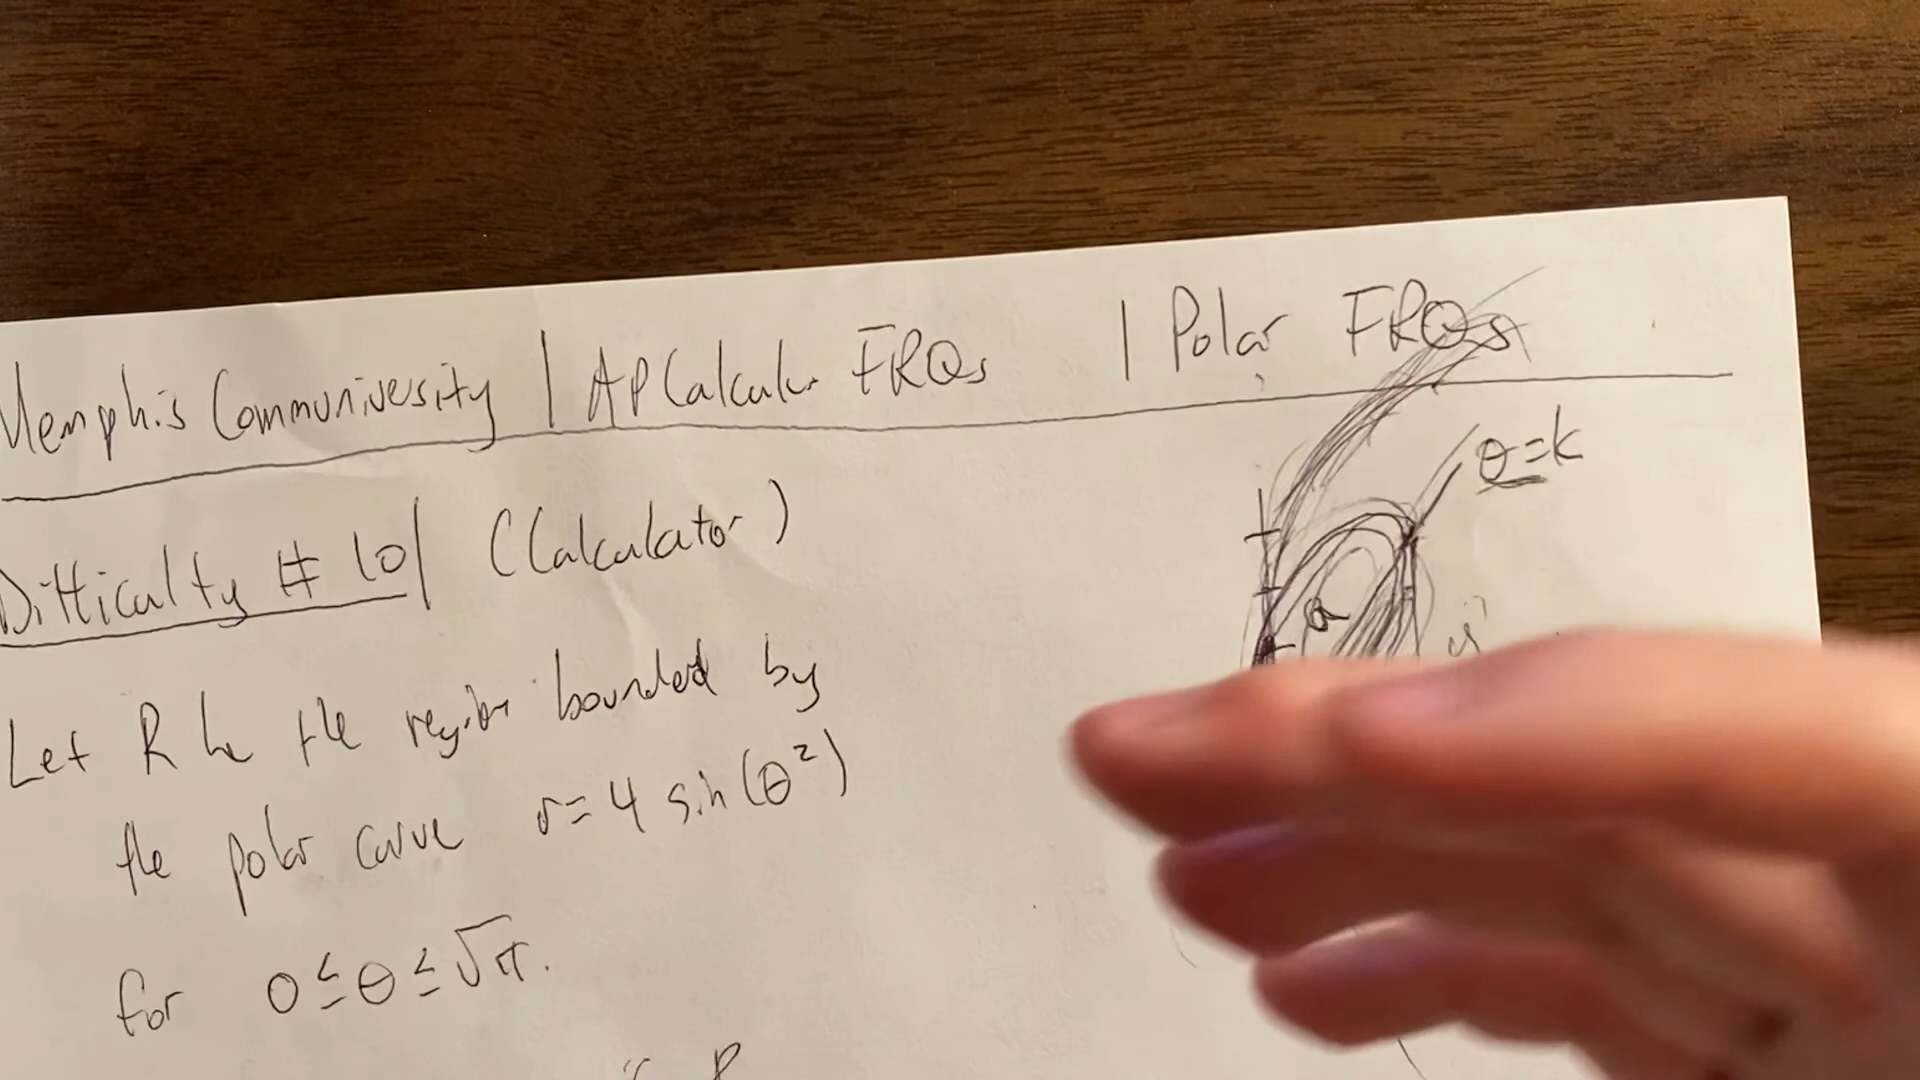 Memphis Communiversity | AP Calculus FRQs | Polar FRQs
θ=k
Difficulty # 10 | (Calculator)
a
Let R be the region bounded by
the polar curve r=4 sin(θ²)
for 0≤θ≤√π.
R